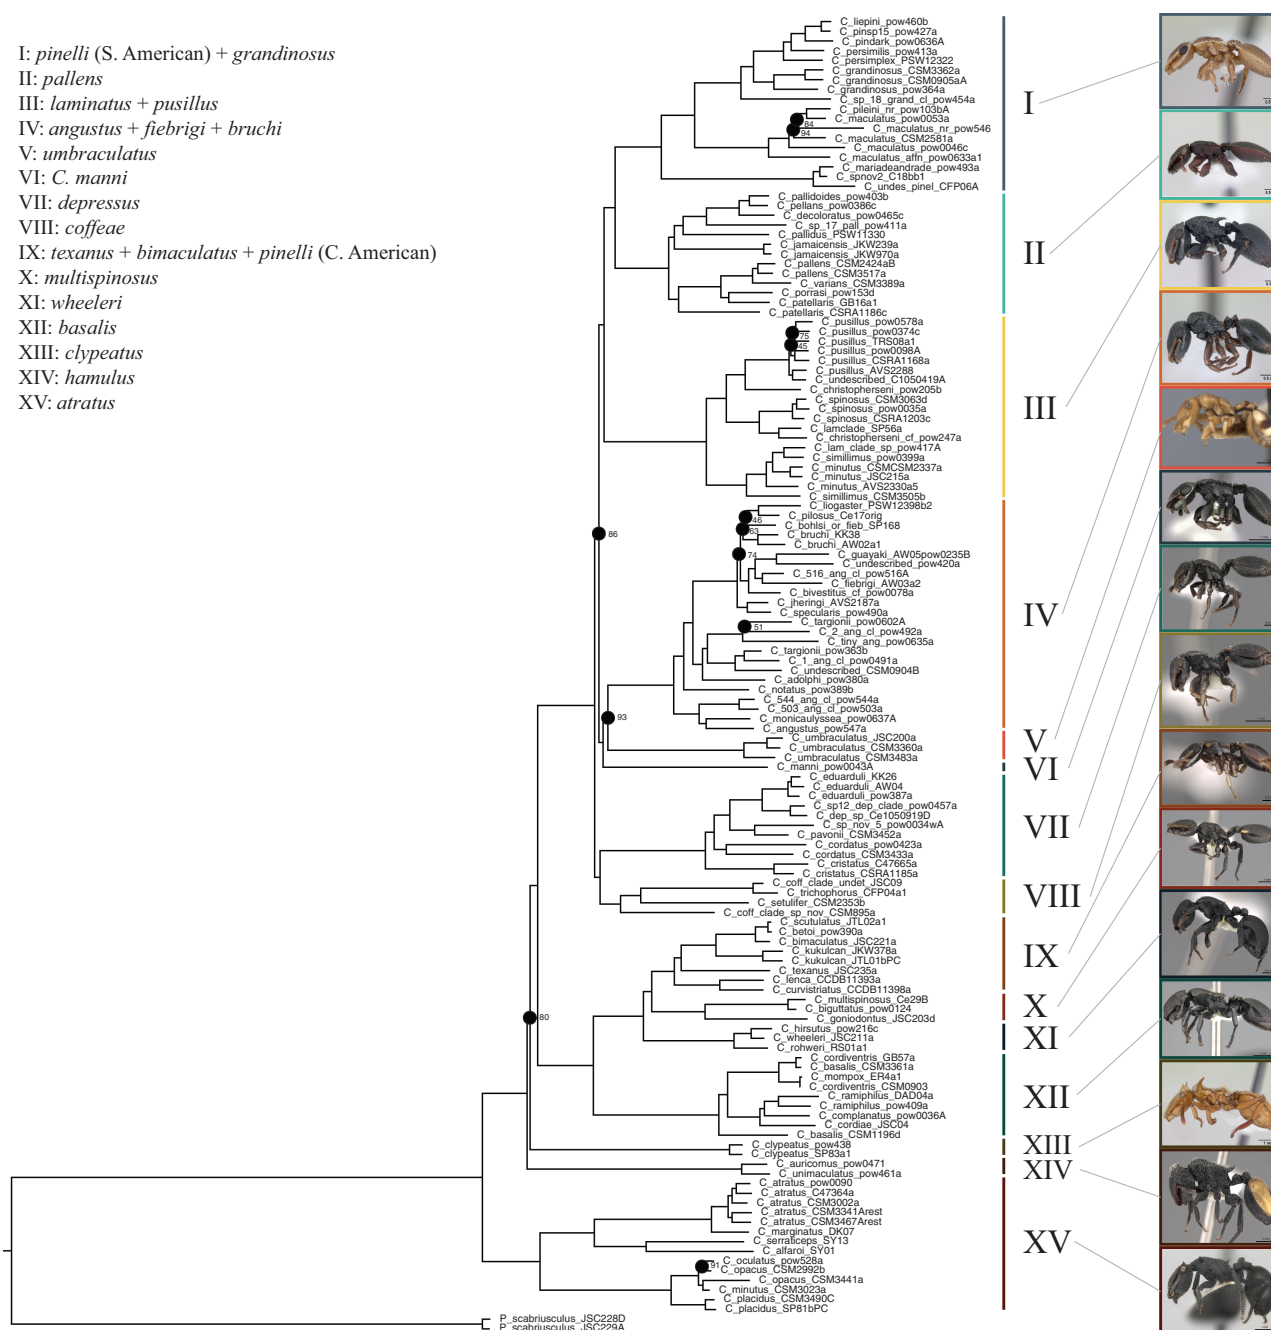 I: pinelli (S. American) + grandinosus
II: pallens
III: laminatus + pusillus
IV: angustus + fiebrigi + bruchi
V: umbraculatus
VI: C. manni
VII: depressus
VIII: coffeae
IX: texanus + bimaculatus + pinelli (C. American)
X: multispinosus
XI: wheeleri
XII: basalis
XIII: clypeatus
XIV: hamulus
XV: atratus
C_liepini_pow460b
C_pinsp15_pow427a
C_pindark_pow0636A
C_persimilis_pow413a
C_persimplex_PSW12322
C_grandinosus_CSM3362a
C_grandinosus_CSM0905aA
C_grandinosus_pow364a
C_sp_18_grand_cl_pow454a
C_pileini_nr_pow103bA
C_maculatus_pow0053a
84
C_maculatus_nr_pow546
94
C_maculatus_CSM2581a
C_maculatus_pow0046c
C_maculatus_affn_pow0633a1
C_mariadeandrade_pow493a
C_spnov2_C18bb1
C_undes_pinel_CFP06A
I
C_pallidoides_pow403b
C_pellans_pow0386c
C_decoloratus_pow0465c
C_sp_17_pall_pow411a
C_pallidus_PSW11330
C_jamaicensis_JKW239a
C_jamaicensis_JKW970a
C_pallens_CSM2424aB
C_pallens_CSM3517a
C_varians_CSM3389a
C_porrasi_pow153d
C_patellaris_GB16a1
C_patellaris_CSRA1186c
II
C_pusillus_pow0578a
C_pusillus_pow0374c
75
C_pusillus_TRS08a1
45
C_pusillus_pow0098A
C_pusillus_CSRA1168a
C_pusillus_AVS2288
C_undescribed_C1050419A
C_christopherseni_pow205b
C_spinosus_CSM3063d
C_spinosus_pow0035a
C_spinosus_CSRA1203c
C_lamclade_SP56a
C_christopherseni_cf_pow247a
C_lam_clade_sp_pow417A
C_simillimus_pow0399a
C_minutus_CSMCSM2337a
C_minutus_JSC215a
C_minutus_AVS2330a5
C_simillimus_CSM3505b
III
C_liogaster_PSW12398b2
C_pilosus_Ce17orig
46
C_bohlsi_or_fieb_SP168
63
C_bruchi_KK38
86
C_bruchi_AW02a1
C_guayaki_AW05pow0235B
74
C_undescribed_pow420a
C_516_ang_cl_pow516A
C_fiebrigi_AW03a2
C_bivestitus_cf_pow0078a
C_jheringi_AVS2187a
C_specularis_pow490a
C_targionii_pow0602A
51
C_2_ang_cl_pow492a
C_tiny_ang_pow0635a
C_targionii_pow363b
C_1_ang_cl_pow0491a
C_undescribed_CSM0904B
C_adolphi_pow380a
C_notatus_pow389b
C_544_ang_cl_pow544a
C_503_ang_cl_pow503a
93
C_monicaulyssea_pow0637A
C_angustus_pow547a
IV
C_umbraculatus_JSC200a
C_umbraculatus_CSM3360a
C_umbraculatus_CSM3483a
V
C_manni_pow0043A
VI
C_eduarduli_KK26
C_eduarduli_AW04
C_eduarduli_pow387a
C_sp12_dep_clade_pow0457a
C_dep_sp_Ce1050919D
C_sp_nov_5_pow0034wA
C_pavonii_CSM3452a
C_cordatus_pow0423a
C_cordatus_CSM3433a
C_cristatus_C47665a
C_cristatus_CSRA1185a
VII
C_coff_clade_undet_JSC09
C_trichophorus_CFP04a1
C_setulifer_CSM2353b
C_coff_clade_sp_nov_CSM895a
VIII
C_scutulatus_JTL02a1
C_betoi_pow390a
C_bimaculatus_JSC221a
C_kukulcan_JKW378a
C_kukulcan_JTL01bPC
C_texanus_JSC235a
C_lenca_CCDB11393a
C_curvistriatus_CCDB11398a
IX
C_multispinosus_Ce29B
C_biguttatus_pow0124
C_goniodontus_JSC203d
X
80
C_hirsutus_pow216c
C_wheeleri_JSC211a
C_rohweri_RS01a1
XI
C_cordiventris_GB57a
C_basalis_CSM3361a
C_mompox_ER4a1
C_cordiventris_CSM0903
C_ramiphilus_DAD04a
C_ramiphilus_pow409a
C_complanatus_pow0036A
C_cordiae_JSC04
C_basalis_CSM1196d
XII
C_clypeatus_pow438
C_clypeatus_SP83a1
XIII
C_auricomus_pow0471
C_unimaculatus_pow461a
XIV
C_atratus_pow0090
C_atratus_C47364a
C_atratus_CSM3002a
C_atratus_CSM3341Arest
C_atratus_CSM3467Arest
C_marginatus_DK07
C_serraticeps_SY13
C_alfaroi_SY01
C_oculatus_pow528a
91
C_opacus_CSM2992b
C_opacus_CSM3441a
C_minutus_CSM3023a
C_placidus_CSM3490C
C_placidus_SP81bPC
XV
P_scabriusculus_JSC228D
P_scabriusculus_JSC229A